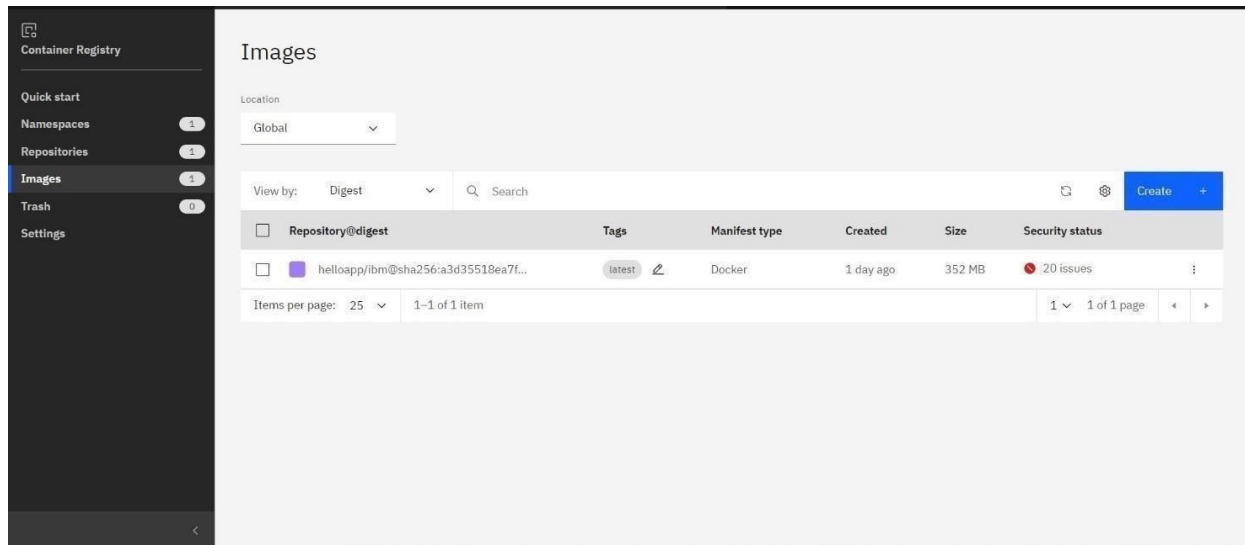 Container Registry
Quick start
Namespaces 1
Repositories 1
Images 1
Trash 0
Settings
Images
Location
Global
View by: Digest Search Create +
Repository@digest Tags Manifest type Created Size Security status
helloapp/ibm@sha256:a3d35518ea7f... latest Docker 1 day ago 352 MB 20 issues
Items per page: 25 1–1 of 1 item 1 1 of 1 page